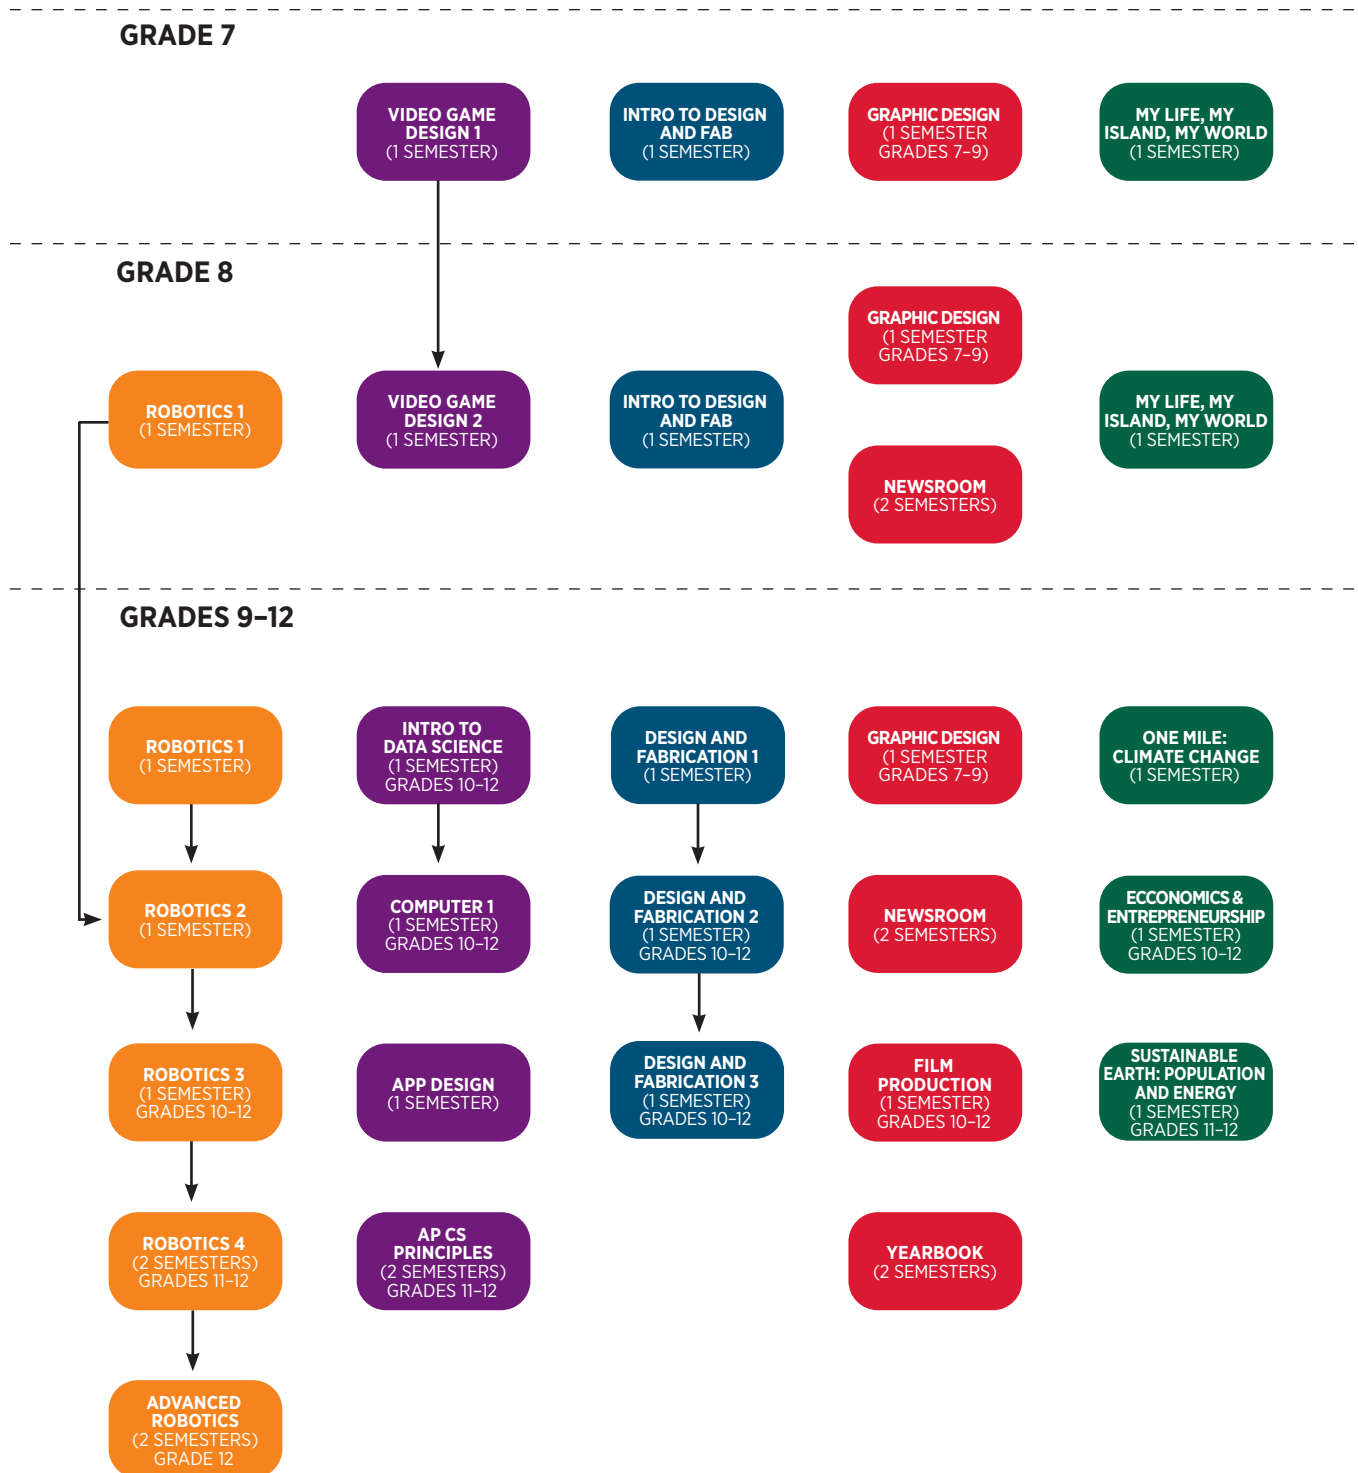 GRADE 7
VIDEO GAME
DESIGN 1
(1 SEMESTER)
INTRO TO DESIGN
AND FAB
(1 SEMESTER)
GRAPHIC DESIGN
(1 SEMESTER
GRADES 7–9)
MY LIFE, MY
ISLAND, MY WORLD
(1 SEMESTER)
GRADE 8
GRAPHIC DESIGN
(1 SEMESTER
GRADES 7–9)
ROBOTICS 1
(1 SEMESTER)
VIDEO GAME
DESIGN 2
(1 SEMESTER)
INTRO TO DESIGN
AND FAB
(1 SEMESTER)
MY LIFE, MY
ISLAND, MY WORLD
(1 SEMESTER)
NEWSROOM
(2 SEMESTERS)
GRADES 9–12
ROBOTICS 1
(1 SEMESTER)
INTRO TO
DATA SCIENCE
(1 SEMESTER)
GRADES 10–12
DESIGN AND
FABRICATION 1
(1 SEMESTER)
GRAPHIC DESIGN
(1 SEMESTER
GRADES 7–9)
ONE MILE:
CLIMATE CHANGE
(1 SEMESTER)
ROBOTICS 2
(1 SEMESTER)
COMPUTER 1
(1 SEMESTER)
GRADES 10–12
DESIGN AND
FABRICATION 2
(1 SEMESTER)
GRADES 10–12
NEWSROOM
(2 SEMESTERS)
ECCONOMICS &
ENTREPRENEURSHIP
(1 SEMESTER)
GRADES 10–12
ROBOTICS 3
(1 SEMESTER)
GRADES 10–12
APP DESIGN
(1 SEMESTER)
DESIGN AND
FABRICATION 3
(1 SEMESTER)
GRADES 10–12
FILM
PRODUCTION
(1 SEMESTER)
GRADES 10–12
SUSTAINABLE
EARTH: POPULATION
AND ENERGY
(1 SEMESTER)
GRADES 11–12
ROBOTICS 4
(2 SEMESTERS)
GRADES 11–12
AP CS
PRINCIPLES
(2 SEMESTERS)
GRADES 11–12
YEARBOOK
(2 SEMESTERS)
ADVANCED
ROBOTICS
(2 SEMESTERS)
GRADE 12